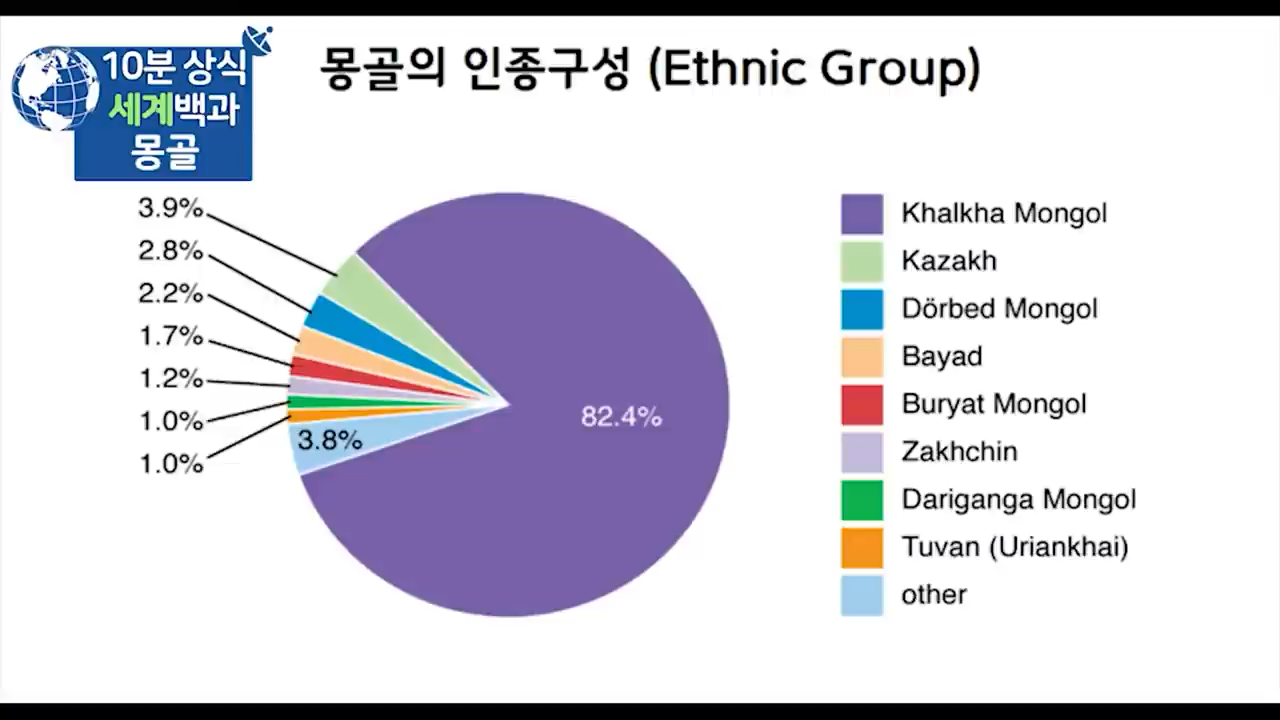 10분 상식
세계백과
몽골
몽골의 인종구성 (Ethnic Group)
3.9%
2.8%
2.2%
1.7%
1.2%
1.0%
1.0%
3.8%
82.4%
Khalkha Mongol
Kazakh
Dörbed Mongol
Bayad
Buryat Mongol
Zakhchin
Dariganga Mongol
Tuvan (Uriankhai)
other